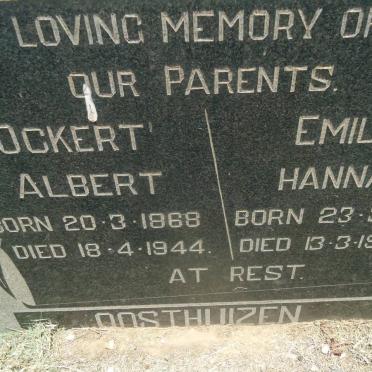 LOVING MEMORY OF
OUR PARENTS.
OCKERT
ALBERT
BORN 20-3-1868
DIED 18-4-1944.
EMIL
HANNA
BORN 23-
DIED 13-3-19
AT REST.
OOSTHUIZEN